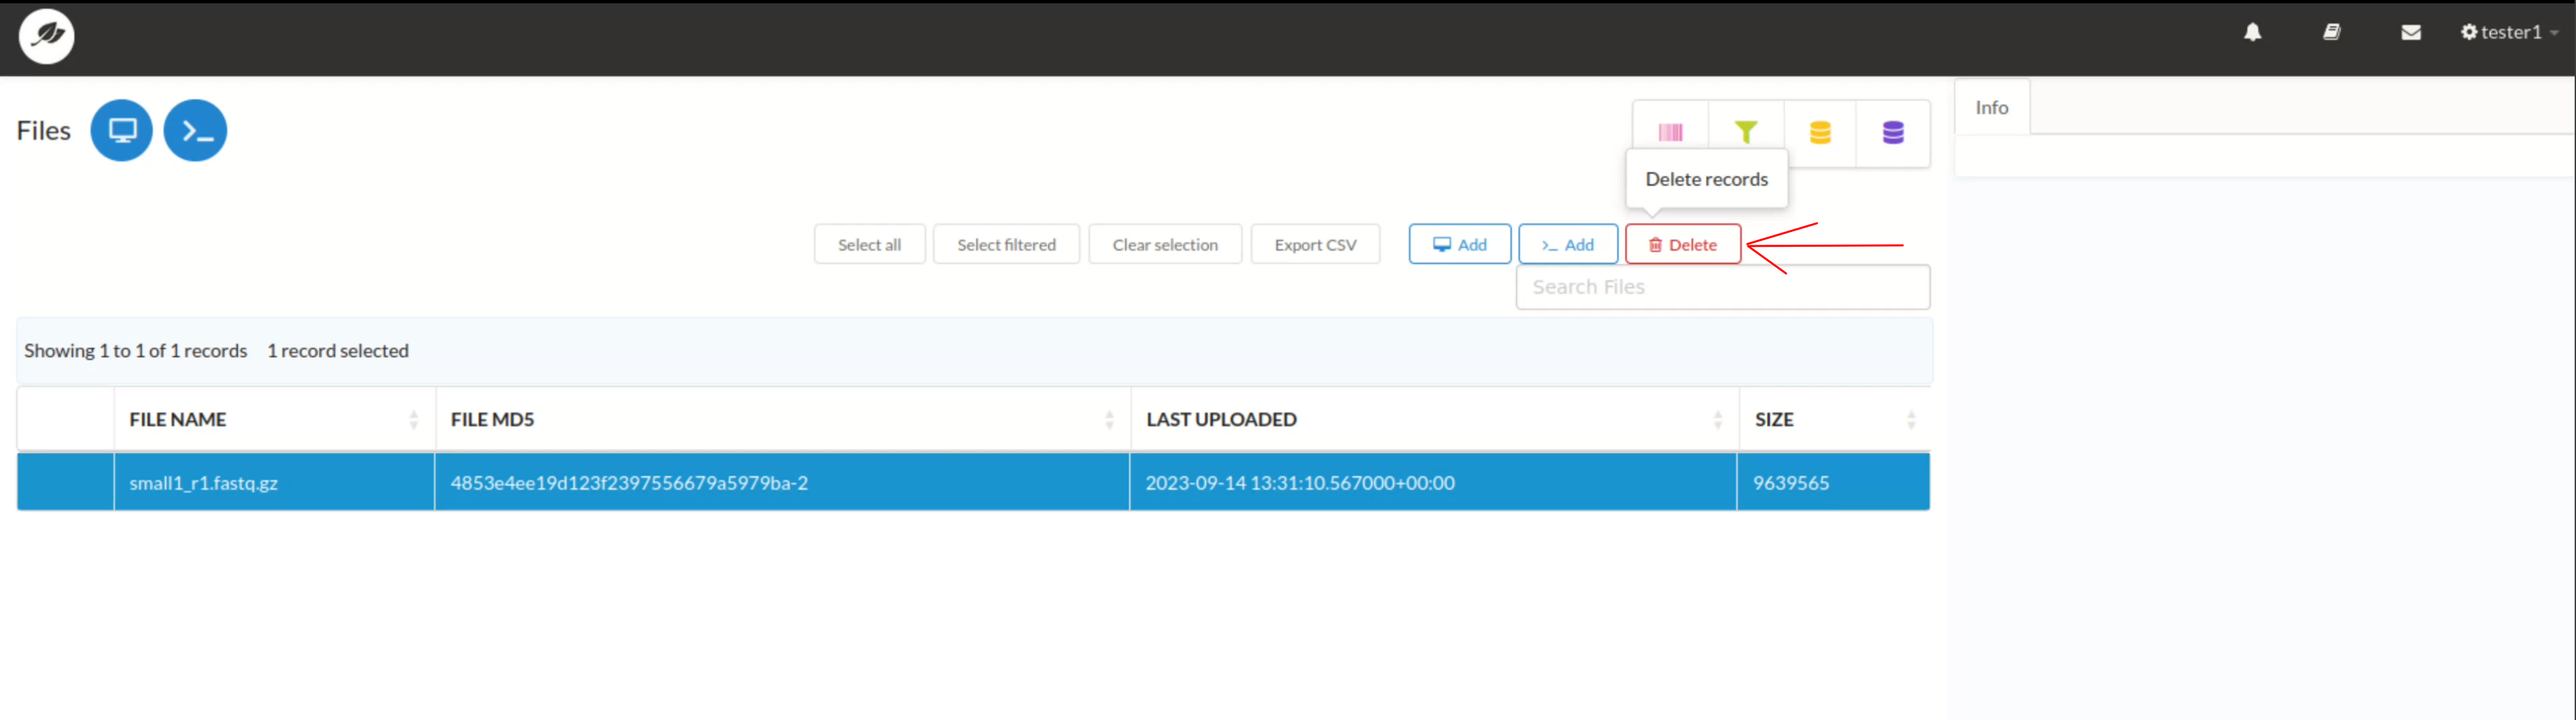 tester1
Files
Info
Delete records
Select all Select filtered Clear selection Export CSV Add >_ Add Delete
Search Files
Showing 1 to 1 of 1 records 1 record selected
FILE NAME FILE MD5 LAST UPLOADED SIZE
small1_r1.fastq.gz 4853e4ee19d123f2397556679a5979ba-2 2023-09-14 13:31:10.567000+00:00 9639565